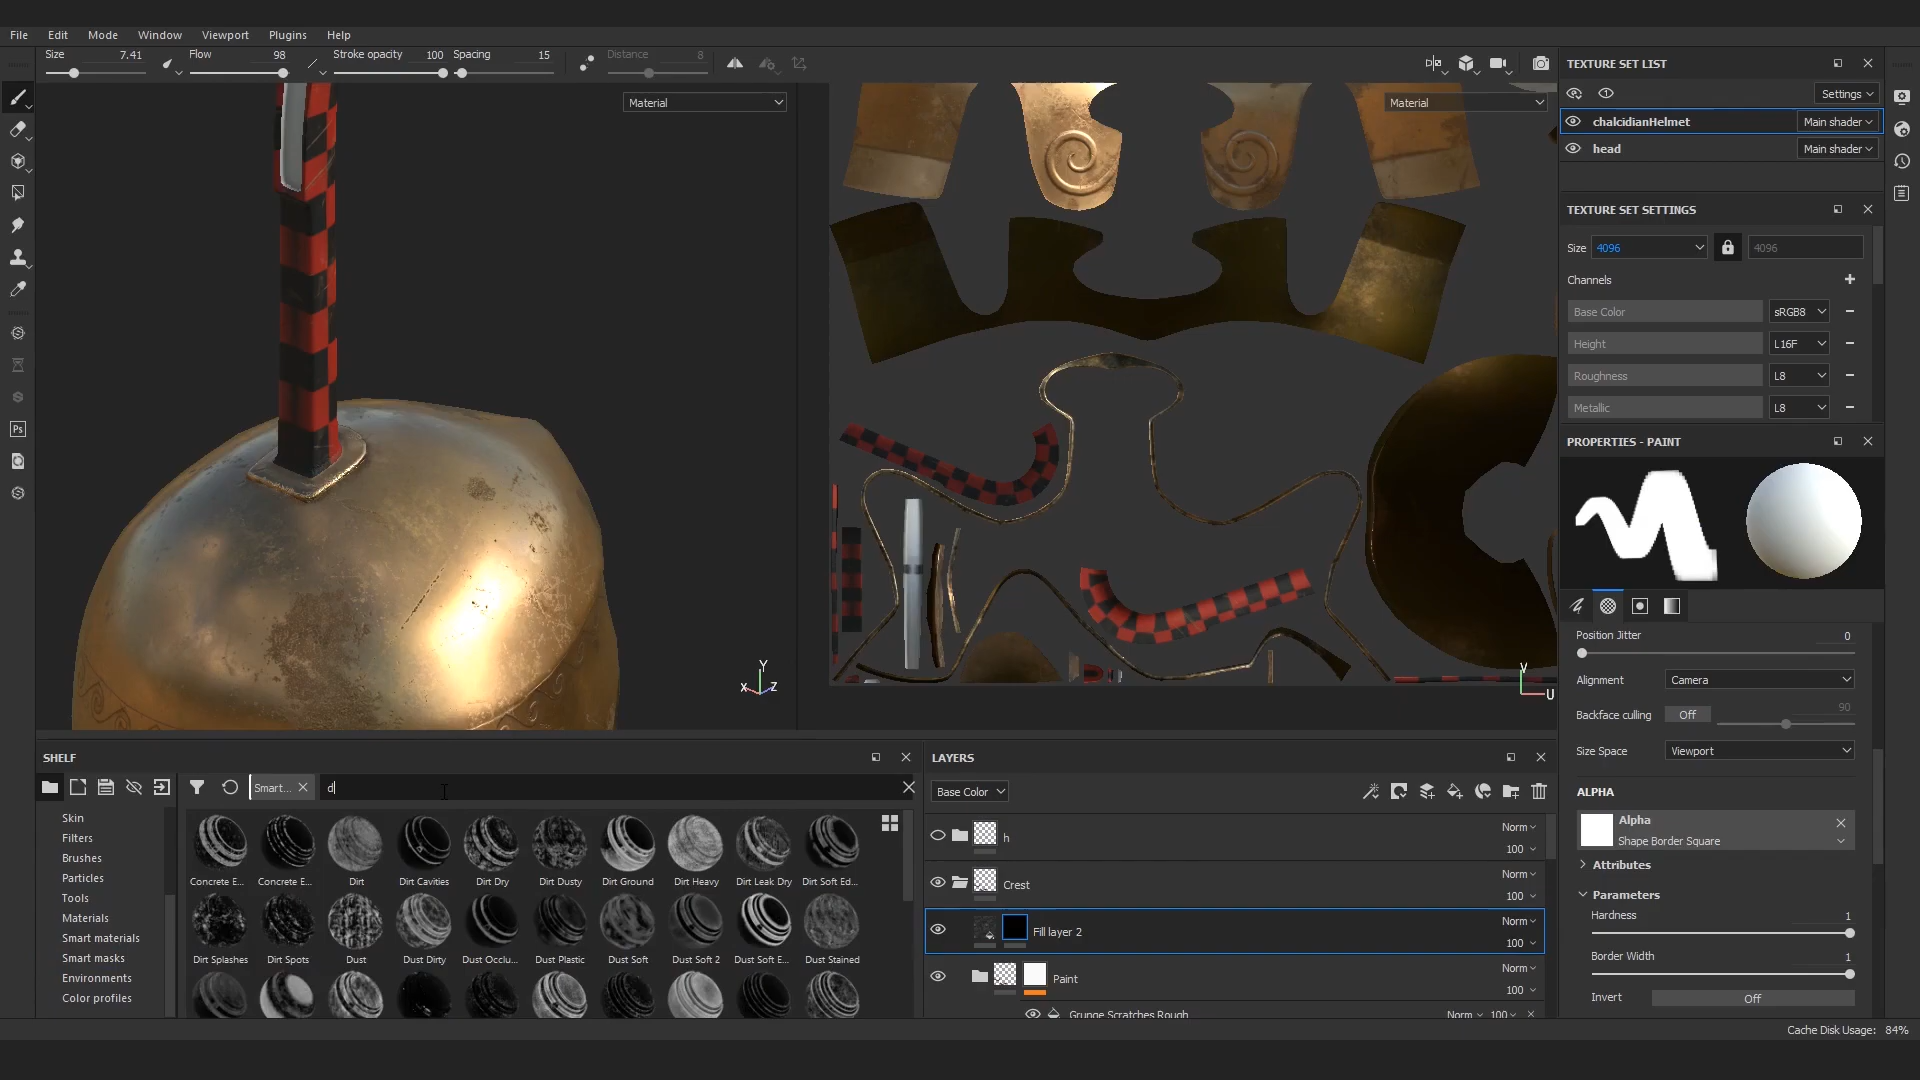 File Edit Mode Window Viewport Plugins Help
Size 7.41 Flow 98 Stroke opacity 100 Spacing 15 Distance 8
Material
Material
Y
X Z
V
U
TEXTURE SET LIST
Settings
chalcidianHelmet Main shader
head Main shader
TEXTURE SET SETTINGS
Size 4096 4096
Channels
Base Color sRGB8
Height L16F
Roughness L8
Metallic L8
PROPERTIES - PAINT
Position Jitter 0
Alignment Camera
Backface culling Off 90
Size Space Viewport
ALPHA
Alpha
Shape Border Square
Attributes
Parameters
Hardness 1
Border Width 1
Invert Off
Ps
SHELF
Smart... d
Skin
Filters
Brushes
Particles
Tools
Materials
Smart materials
Smart masks
Environments
Color profiles
Concrete E... Concrete E... Dirt Dirt Cavities Dirt Dry Dirt Dusty Dirt Ground Dirt Heavy Dirt Leak Dry Dirt Soft Ed...
Dirt Splashes Dirt Spots Dust Dust Dirty Dust Occlu... Dust Plastic Dust Soft Dust Soft 2 Dust Soft E... Dust Stained
LAYERS
Base Color
h Norm
100
Crest Norm
100
Fill layer 2 Norm
100
Paint Norm
100
Grunge Scratches Rough Norm 100
Cache Disk Usage: 84%